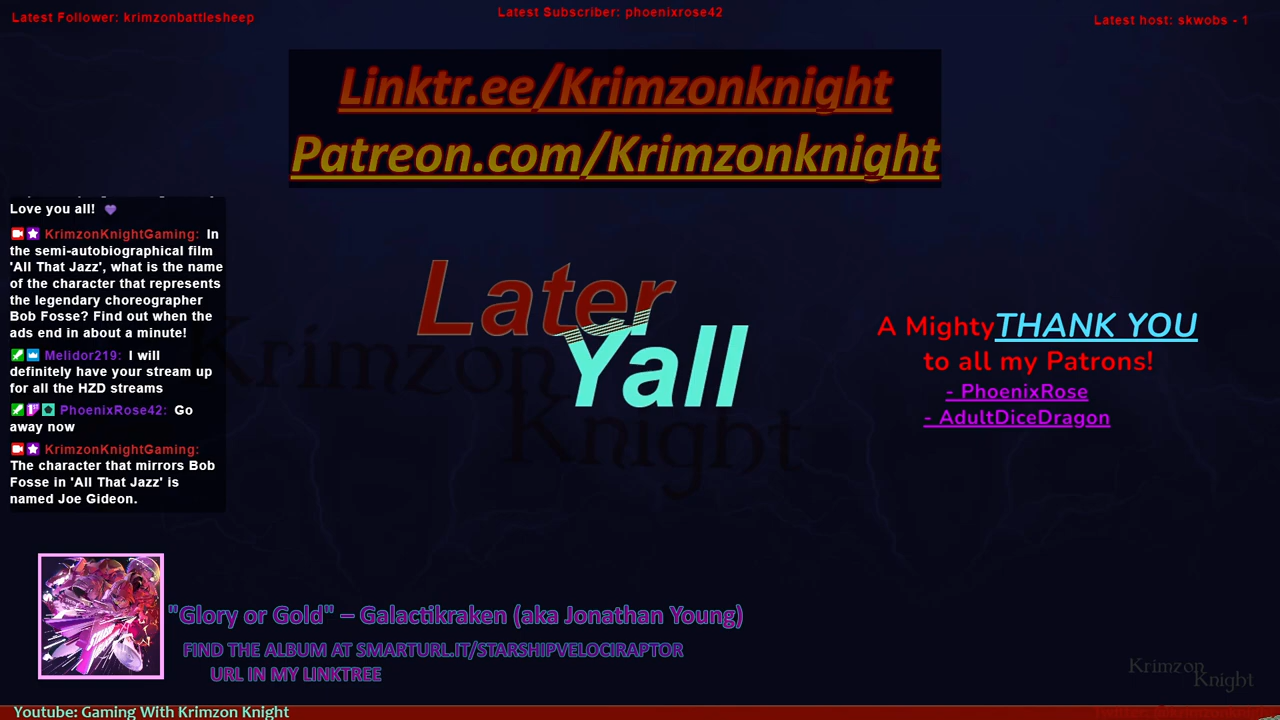 Latest Follower: krimzonbattlesheep
Latest Subscriber: phoenixrose42
Latest host: skwobs - 1
Linktr.ee/Krimzonknight
Patreon.com/Krimzonknight
Love you all!
KrimzonKnightGaming: In
the semi-autobiographical film
'All That Jazz', what is the name
of the character that represents
the legendary choreographer
Bob Fosse? Find out when the
ads end in about a minute!
Melidor219: I will
definitely have your stream up
for all the HZD streams
PhoenixRose42: Go
away now
KrimzonKnightGaming:
The character that mirrors Bob
Fosse in 'All That Jazz' is
named Joe Gideon.
Later
Yall
Krimzon
Knight
A Mighty THANK YOU
to all my Patrons!
- PhoenixRose
- AdultDiceDragon
"Glory or Gold" – Galactikraken (aka Jonathan Young)
FIND THE ALBUM AT SMARTURL.IT/STARSHIPVELOCIRAPTOR
URL IN MY LINKTREE
Krimzon
Knight
Youtube: Gaming With Krimzon Knight